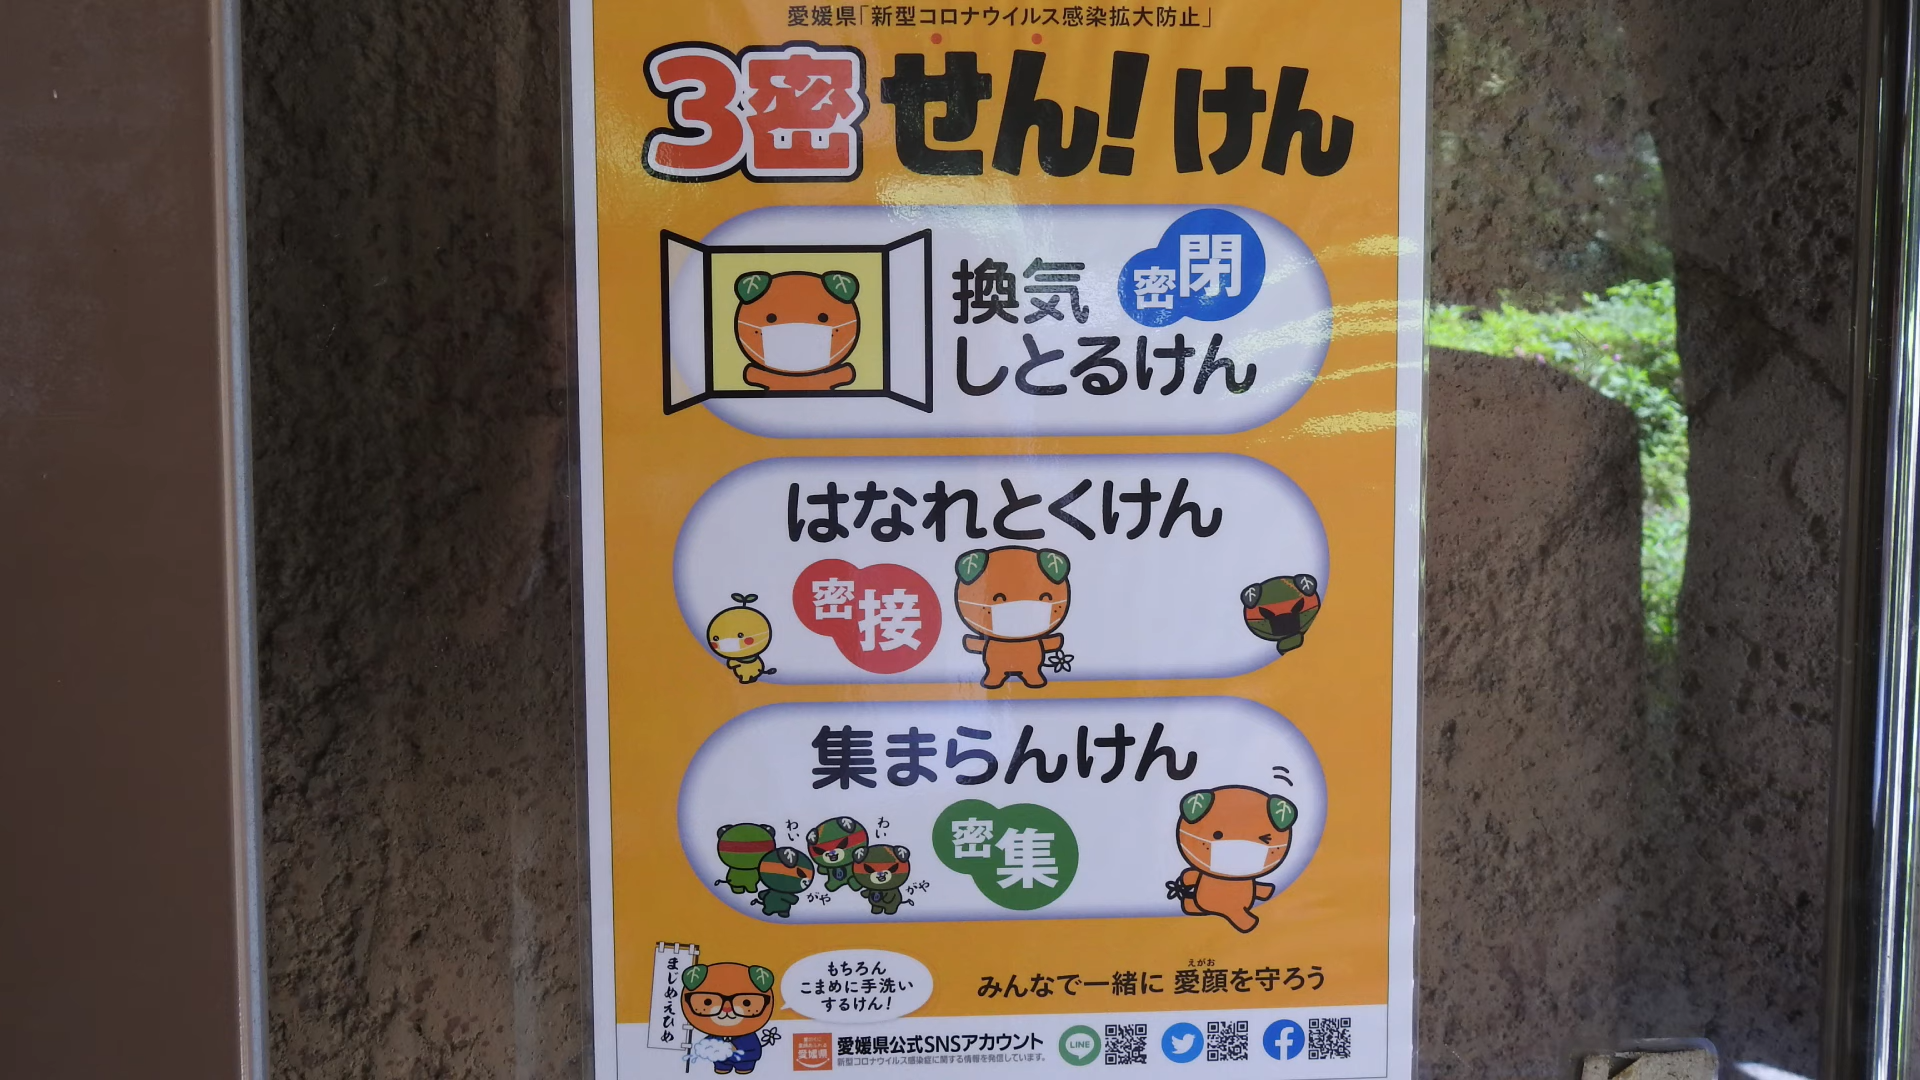 愛媛県「新型コロナウイルス感染拡大防止」
3密せん!けん
換気
しとるけん
密閉
はなれとくけん
密接
集まらんけん
わい
わい
がや
がや
密集
まじめえひめ
もちろん
こまめに手洗い
するけん!
みんなで一緒に 愛顔を守ろう
えがお
愛媛県
愛媛県公式SNSアカウント
新型コロナウイルス感染症に関する情報を発信しています。
LINE